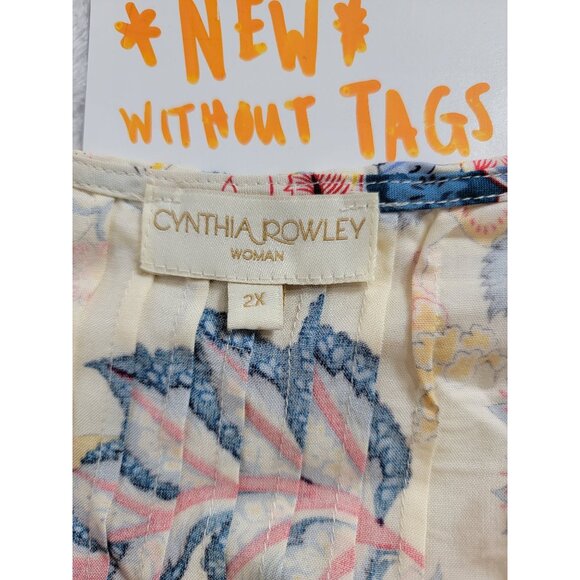 *NEW*
WITHOUT TAGS
CYNTHIA ROWLEY
WOMAN
2X